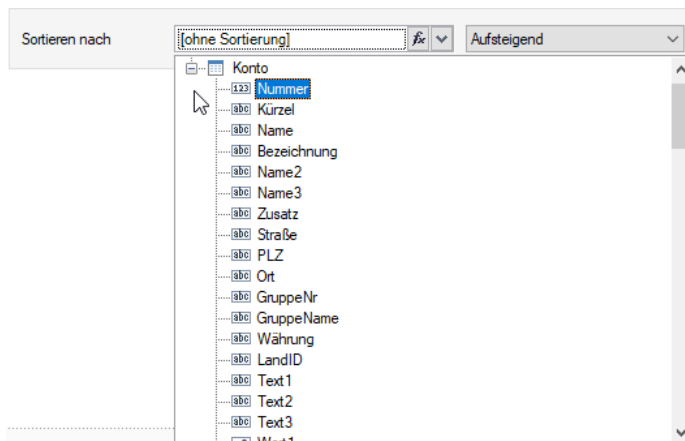 Sortieren nach [ohne Sortierung] fx Aufsteigend
Konto
123 Nummer
abc Kürzel
abc Name
abc Bezeichnung
abc Name2
abc Name3
abc Zusatz
abc Straße
abc PLZ
abc Ort
abc GruppeNr
abc GruppeName
abc Währung
abc LandID
abc Text1
abc Text2
abc Text3
Wert1